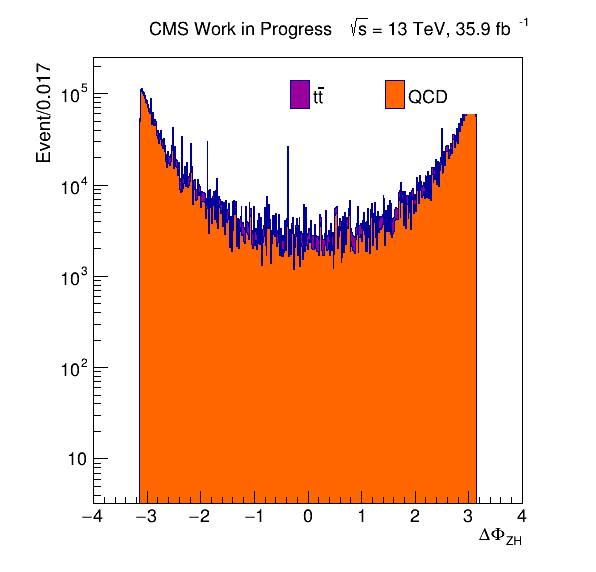 CMS Work in Progress √s = 13 TeV, 35.9 fb⁻¹
Event/0.017
tt̄ QCD
10⁵
10⁴
10³
10²
10
−4 −3 −2 −1 0 1 2 3 4
ΔΦ_ZH